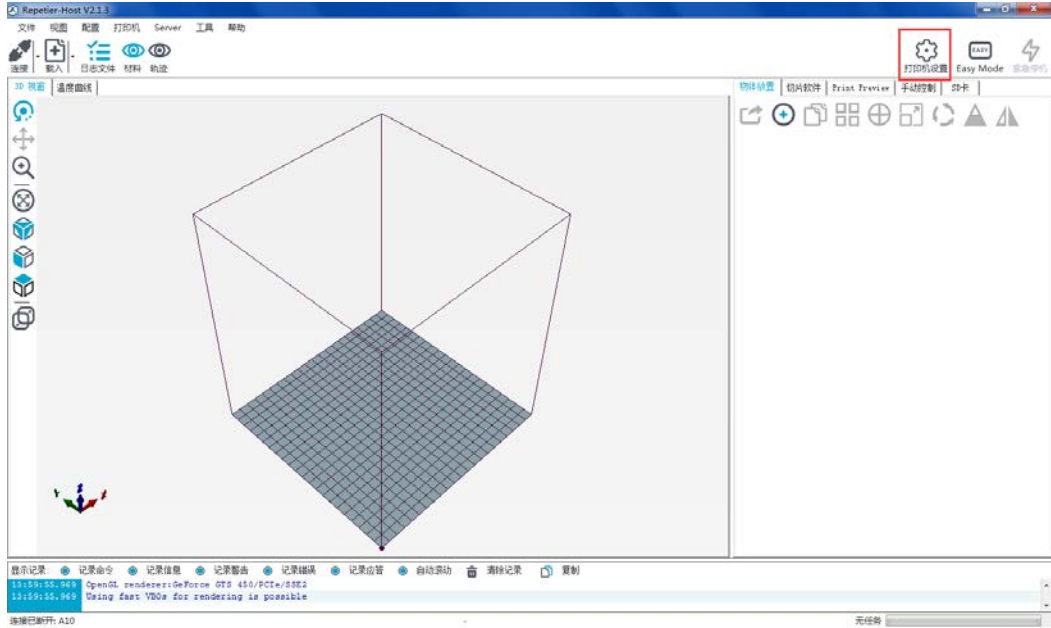 Repetier-Host V2.1.3
文件 视图 配置 打印机 Server 工具 帮助
连接 载入 日志文件 材料 轨迹 打印机设置 Easy Mode 紧急停机
EASY
3D 视窗 温度曲线 物体放置 切片软件 Print Preview 手动控制 SD卡
Y Z X
显示记录: 记录命令 记录信息 记录警告 记录错误 记录应答 自动滚动 清除记录 复制
13:59:55.969 OpenGL renderer:GeForce GTS 450/PCIe/SSE2
13:59:55.969 Using fast VBOs for rendering is possible
连接已断开: A10 - 无任务